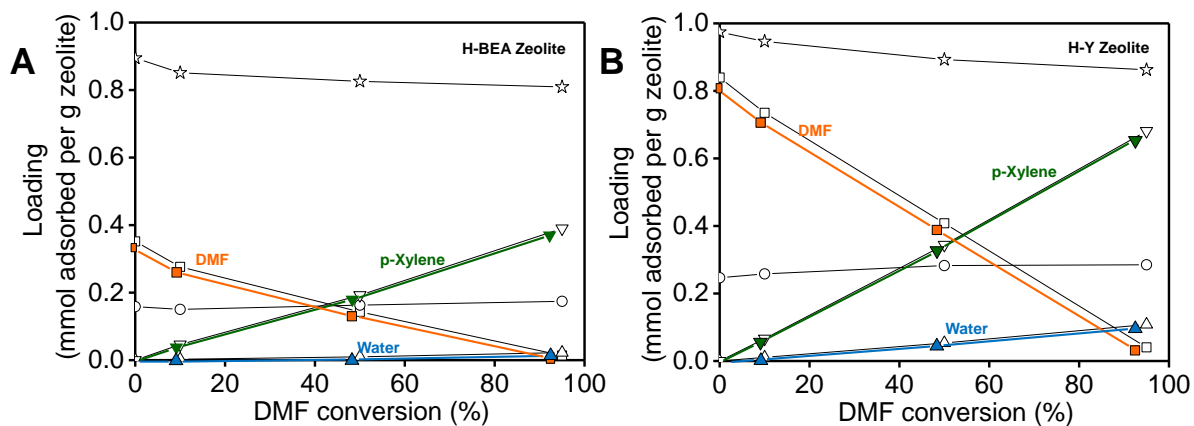 A
H-BEA Zeolite
Loading
(mmol adsorbed per g zeolite)
1.0
0.8
0.6
0.4
0.2
0.0
DMF
p-Xylene
Water
0 20 40 60 80 100
DMF conversion (%)
B
H-Y Zeolite
Loading
(mmol adsorbed per g zeolite)
1.0
0.8
0.6
0.4
0.2
0.0
DMF
p-Xylene
Water
0 20 40 60 80 100
DMF conversion (%)